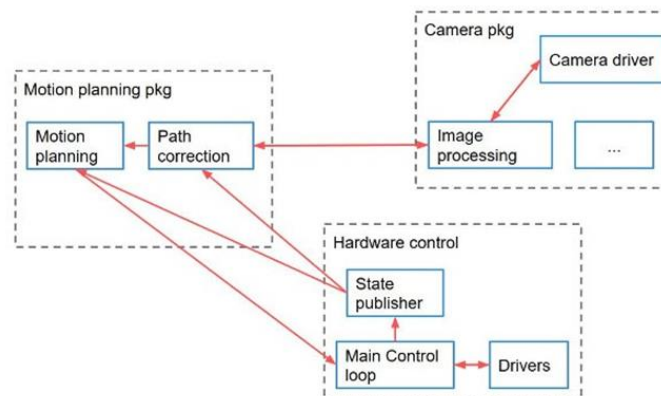 Camera pkg
Camera driver
Motion planning pkg
Motion
planning
Path
correction
Image
processing
...
Hardware control
State
publisher
Main Control
loop
Drivers